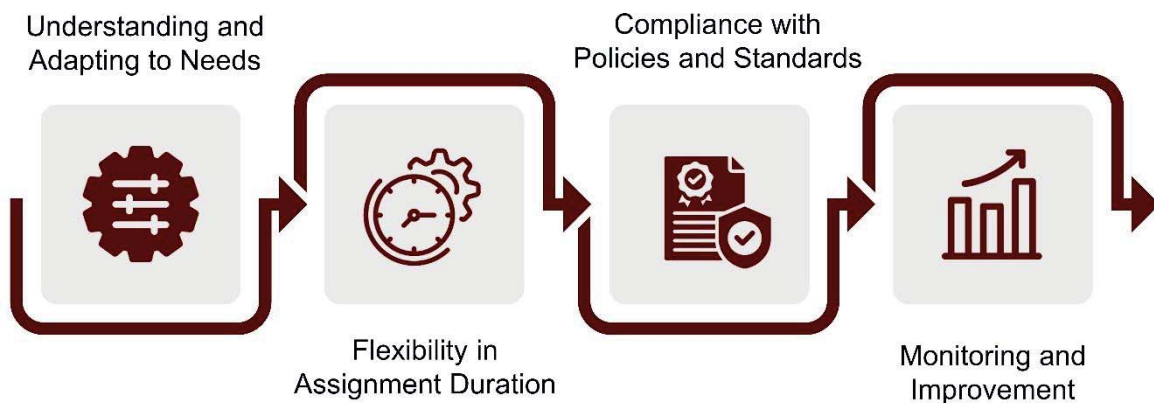 Understanding and
Adapting to Needs
Flexibility in
Assignment Duration
Compliance with
Policies and Standards
Monitoring and
Improvement